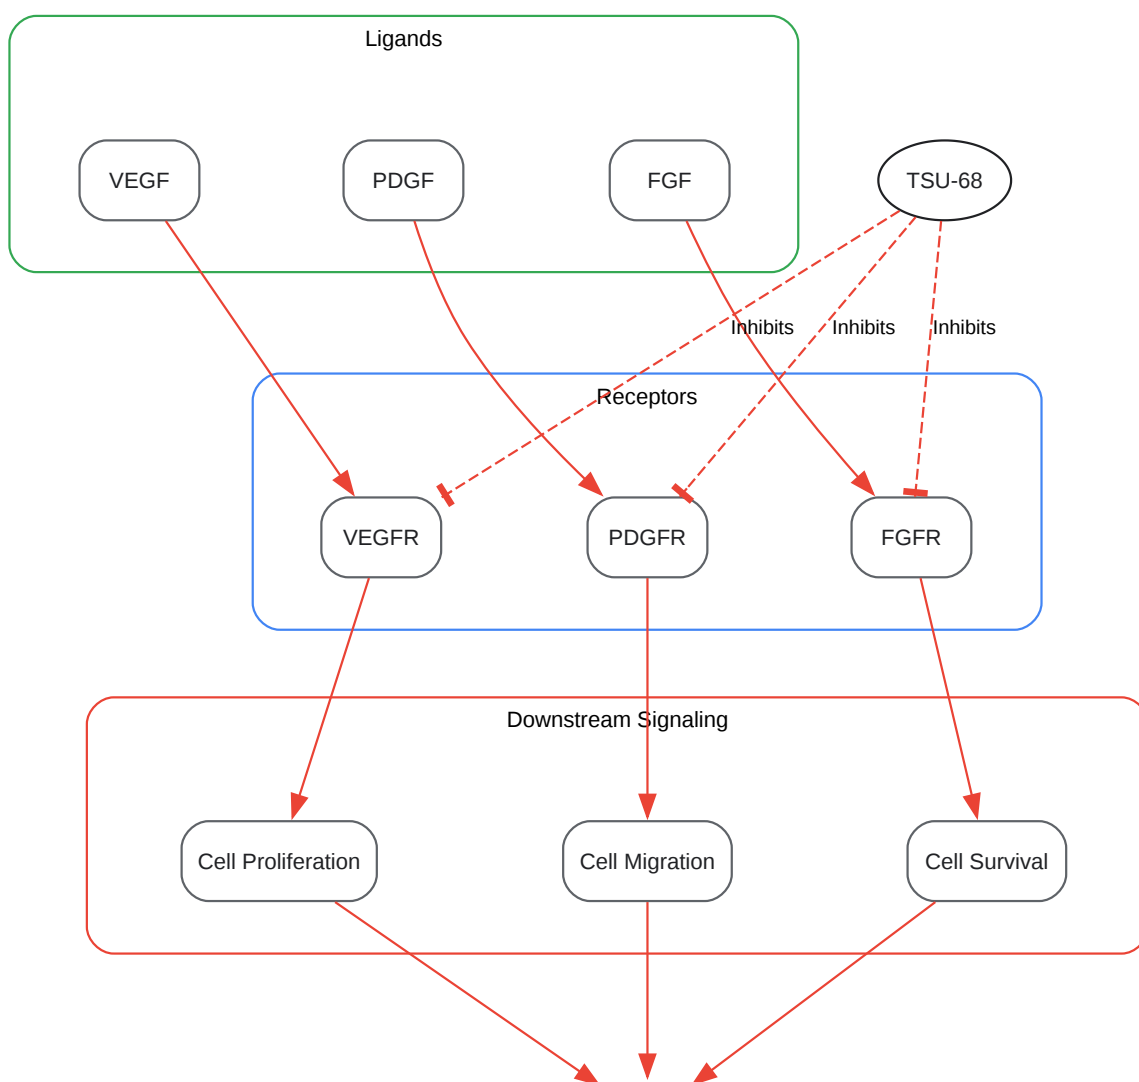 Ligands
VEGF
PDGF
FGF
TSU-68
Inhibits
Inhibits
Inhibits
Receptors
VEGFR
PDGFR
FGFR
Downstream Signaling
Cell Proliferation
Cell Migration
Cell Survival